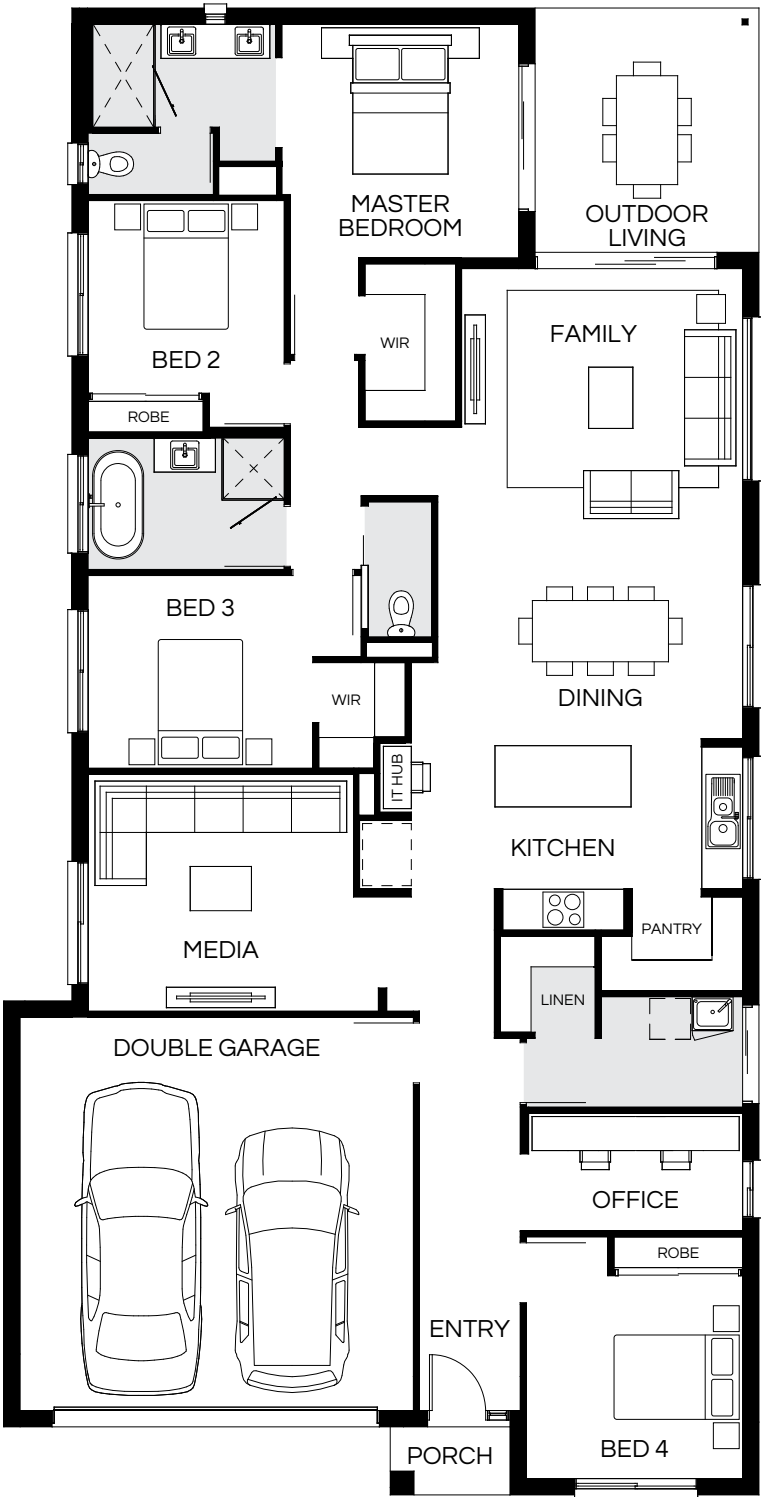 MASTER
BEDROOM
OUTDOOR
LIVING
FAMILY
WIR
BED 2
ROBE
BED 3
DINING
WIR
IT HUB
KITCHEN
PANTRY
MEDIA
LINEN
DOUBLE GARAGE
OFFICE
ROBE
ENTRY
BED 4
PORCH